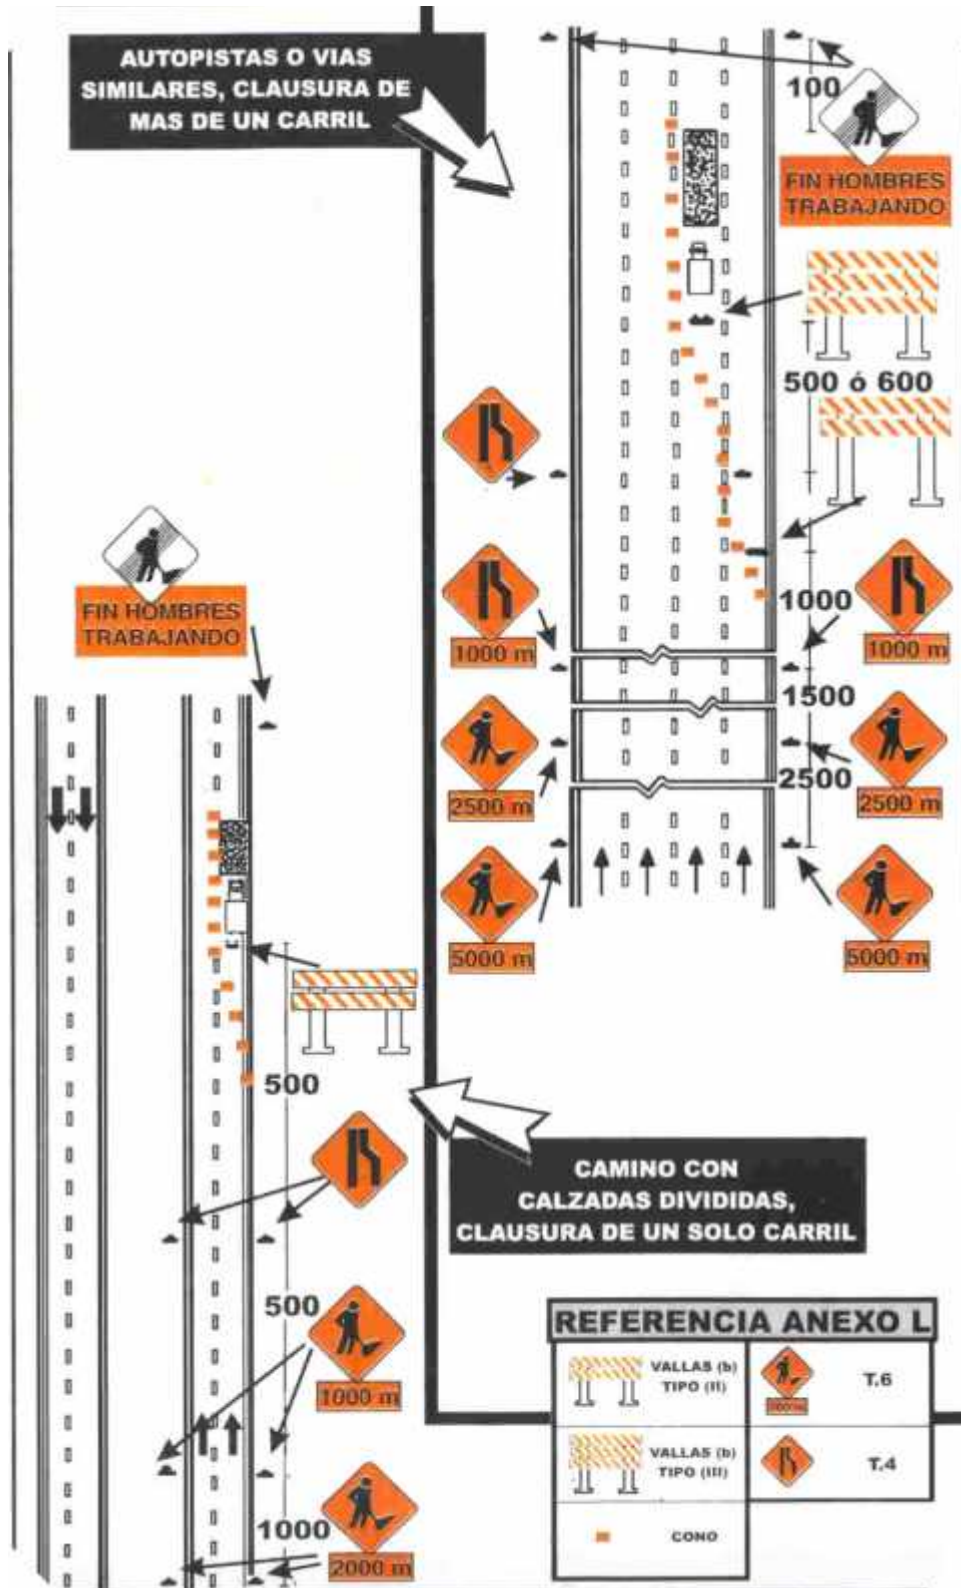 AUTOPISTAS O VIAS
SIMILARES, CLAUSURA DE
MAS DE UN CARRIL
100
FIN HOMBRES
TRABAJANDO
500 ó 600
1000
1000 m
1000 m
1500
2500 m
2500
2500 m
5000 m
5000 m
FIN HOMBRES
TRABAJANDO
500
500
1000 m
1000
2000 m
CAMINO CON
CALZADAS DIVIDIDAS,
CLAUSURA DE UN SOLO CARRIL
REFERENCIA ANEXO L
VALLAS (b)
TIPO (II)
T.6
VALLAS (b)
TIPO (III)
T.4
CONO